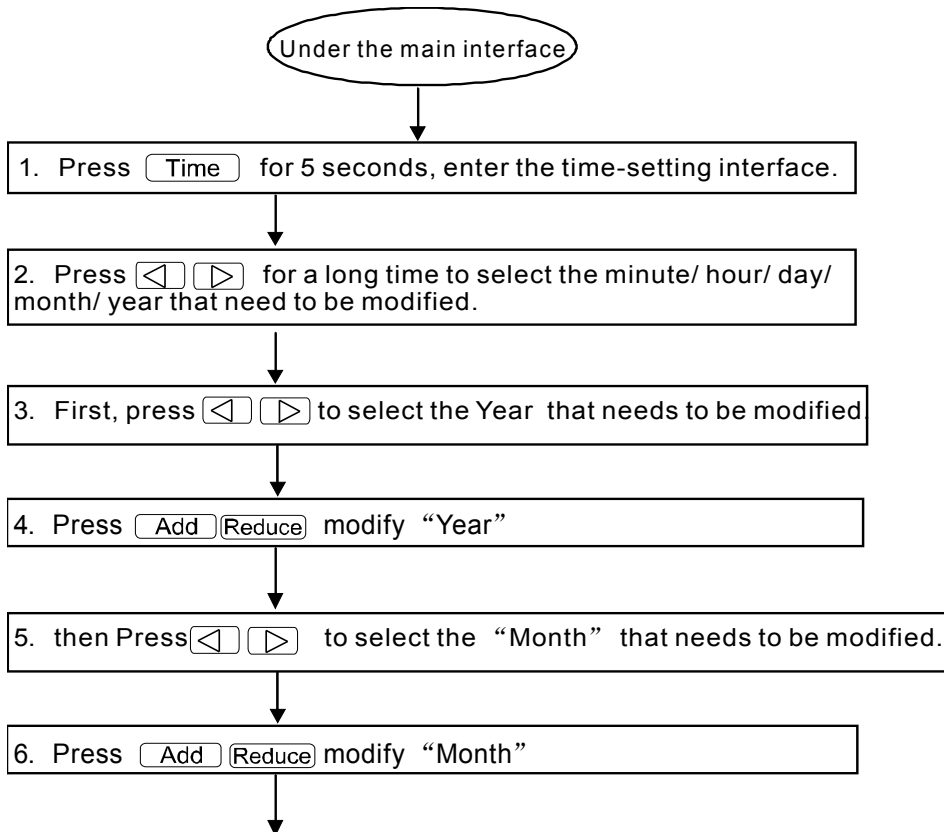 Under the main interface
1. Press Time for 5 seconds, enter the time-setting interface.
2. Press ◁ ▷ for a long time to select the minute/ hour/ day/
month/ year that need to be modified.
3. First, press ◁ ▷ to select the Year that needs to be modified.
4. Press Add Reduce modify “Year”
5. then Press ◁ ▷ to select the “Month” that needs to be modified.
6. Press Add Reduce modify “Month”